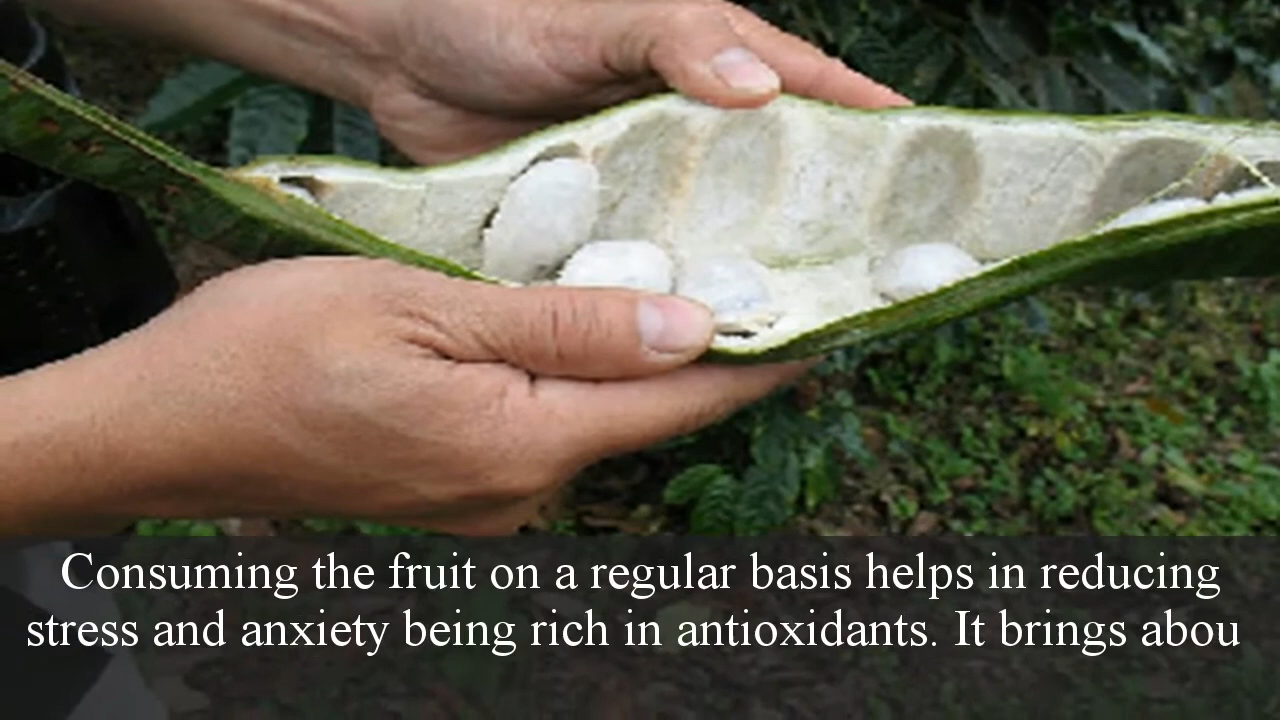 Consuming the fruit on a regular basis helps in reducing
stress and anxiety being rich in antioxidants. It brings abou